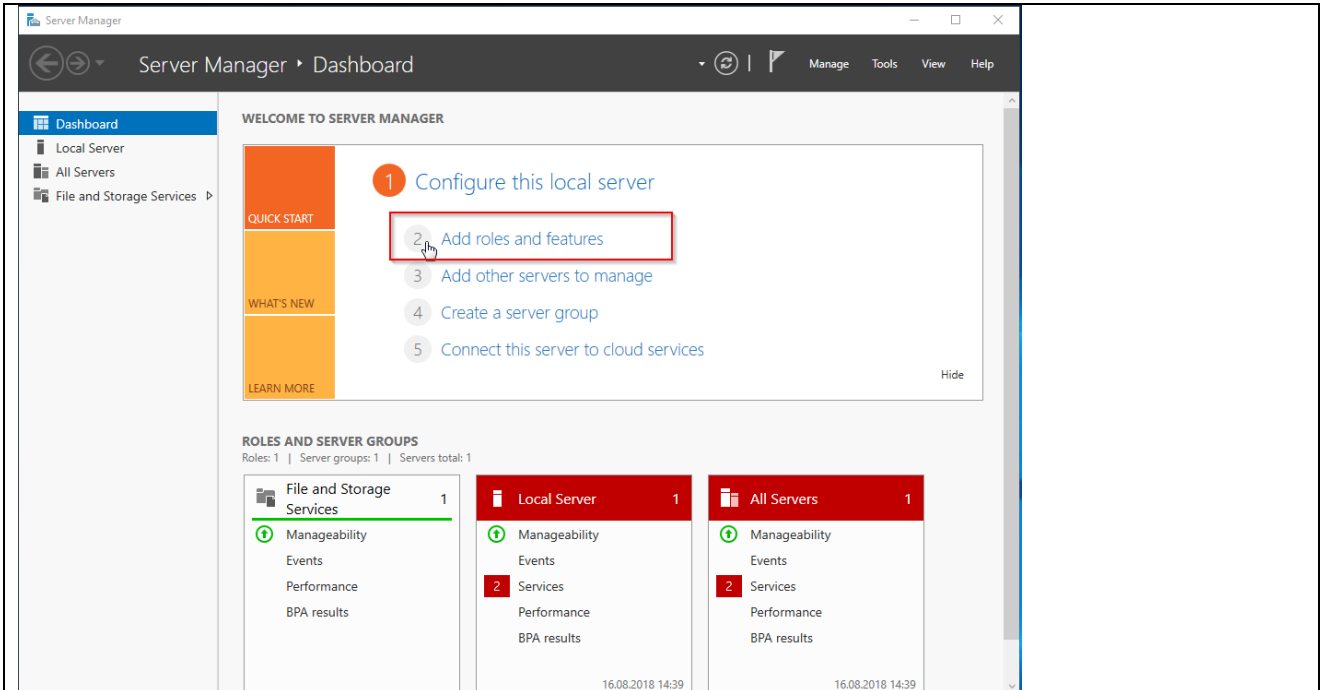 Server Manager
Server Manager ‣ Dashboard
Manage Tools View Help
Dashboard
Local Server
All Servers
File and Storage Services
WELCOME TO SERVER MANAGER
QUICK START
WHAT'S NEW
LEARN MORE
1 Configure this local server
2 Add roles and features
3 Add other servers to manage
4 Create a server group
5 Connect this server to cloud services
Hide
ROLES AND SERVER GROUPS
Roles: 1 | Server groups: 1 | Servers total: 1
File and Storage
Services 1
Manageability
Events
Performance
BPA results
Local Server 1
Manageability
Events
2 Services
Performance
BPA results
16.08.2018 14:39
All Servers 1
Manageability
Events
2 Services
Performance
BPA results
16.08.2018 14:39